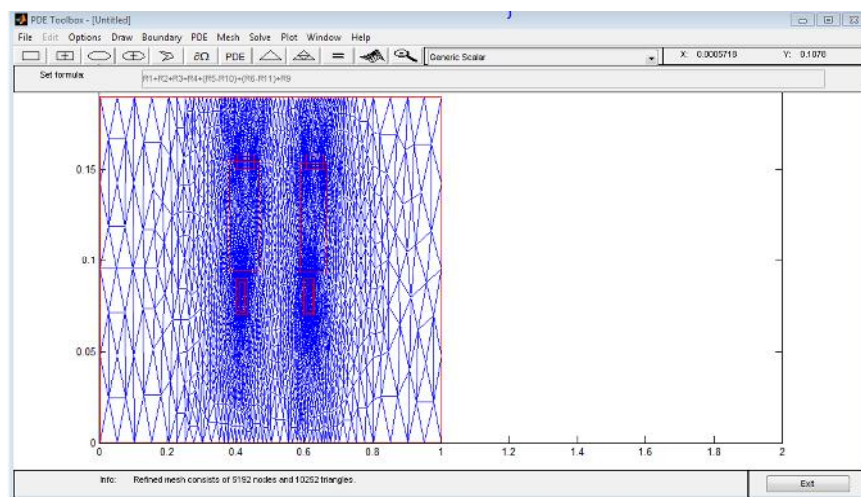 PDE Toolbox - [Untitled]
File Edit Options Draw Boundary PDE Mesh Solve Plot Window Help
∂Ω PDE = Generic Scalar X: 0.0005718 Y: 0.1078
Set formula: R1+R2+R3+R4+(R5-R10)+(R6-R11)+R9
0.15
0.1
0.05
0
0 0.2 0.4 0.6 0.8 1 1.2 1.4 1.6 1.8 2
Info: Refined mesh consists of 5192 nodes and 10252 triangles.
Exit